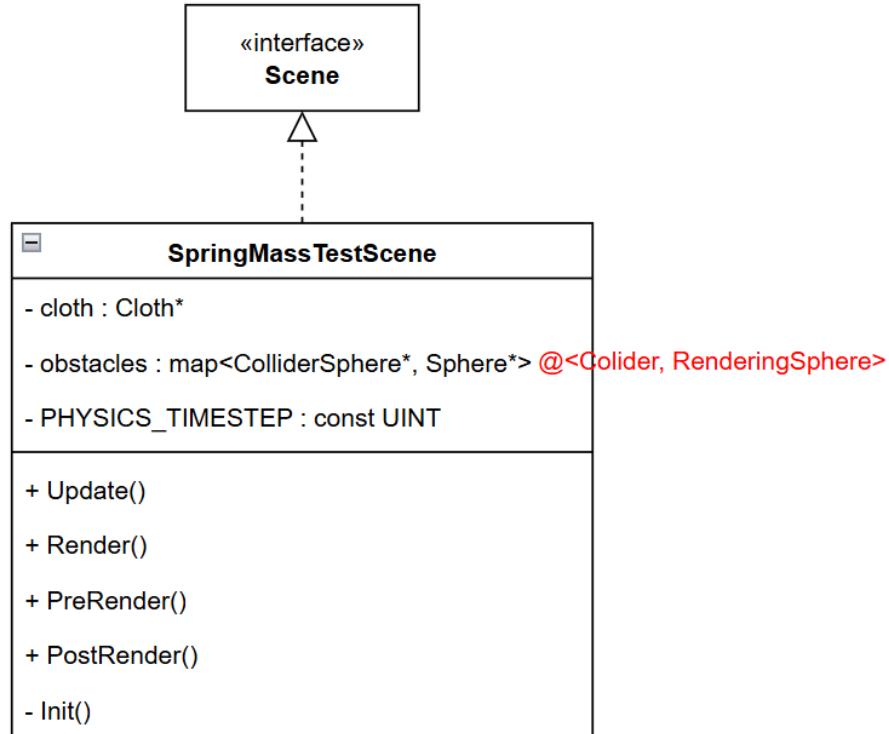 «interface»
Scene
SpringMassTestScene
- cloth : Cloth*
- obstacles : map<ColliderSphere*, Sphere*> @<Colider, RenderingSphere>
- PHYSICS_TIMESTEP : const UINT
+ Update()
+ Render()
+ PreRender()
+ PostRender()
- Init()